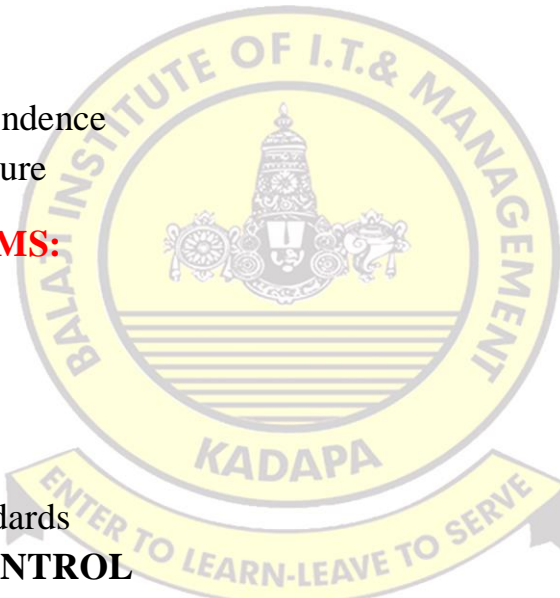 BALAJI INSTITUTE OF I.T.& MANAGEMENT
ndence
ure
MS:
KADAPA
ENTER TO LEARN-LEAVE TO SERVE
dards
NTROL